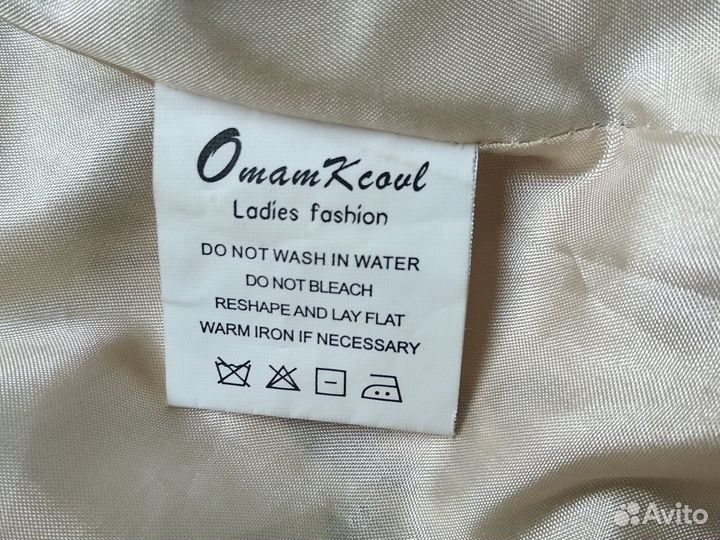 OmamKcovl
Ladies fashion
DO NOT WASH IN WATER
DO NOT BLEACH
RESHAPE AND LAY FLAT
WARM IRON IF NECESSARY
Avito